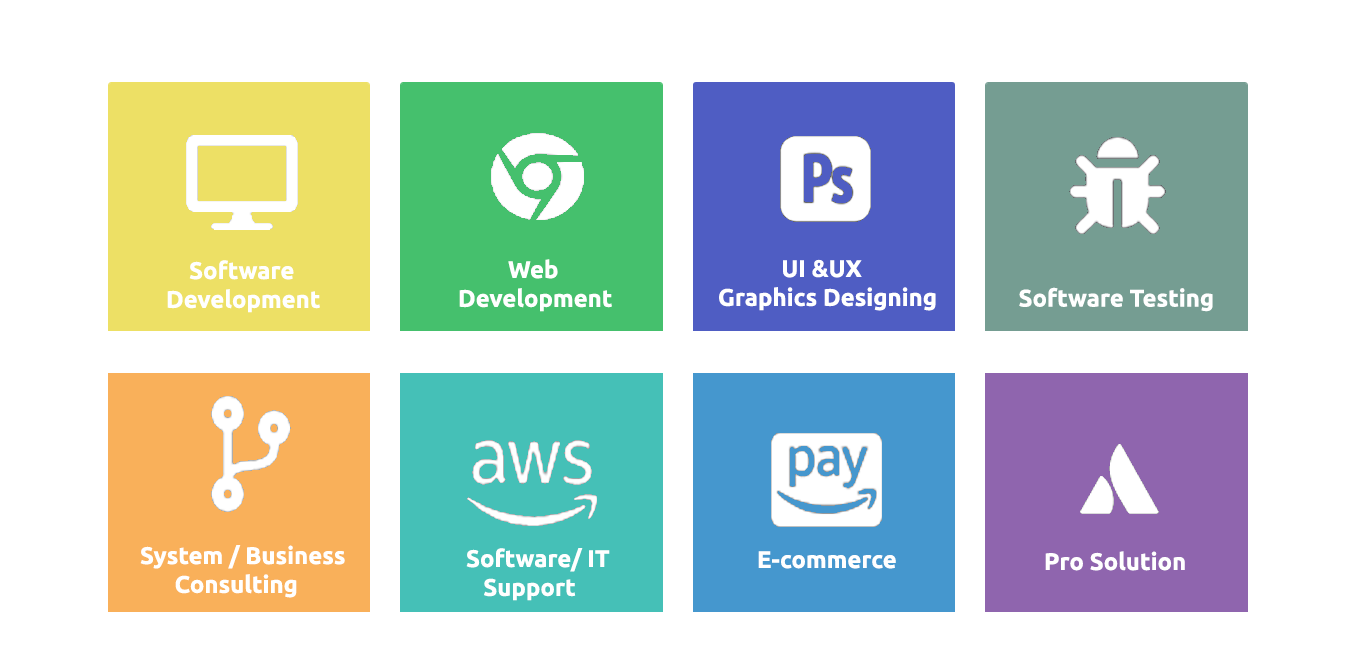 Ps
Software
Development
Web
Development
UI &UX
Graphics Designing
Software Testing
aws
pay
System / Business
Consulting
Software/ IT
Support
E-commerce
Pro Solution